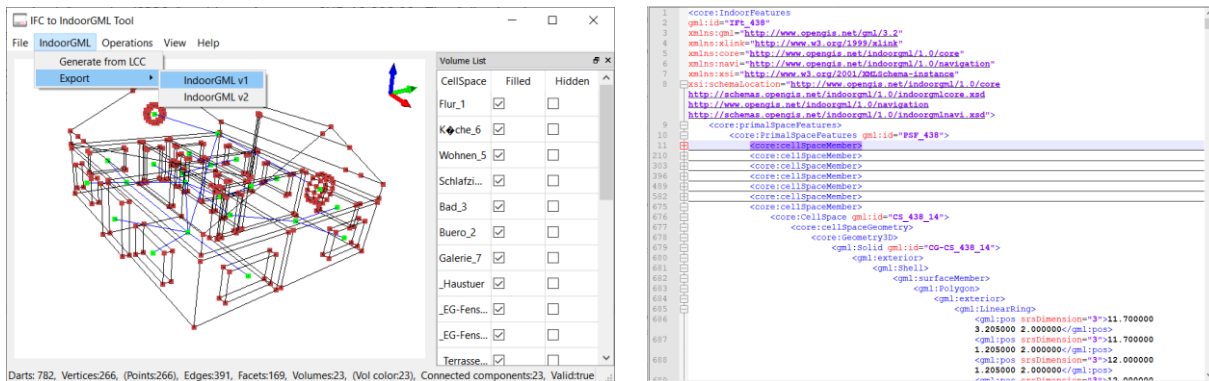 IFC to IndoorGML Tool
File IndoorGML Operations View Help
Generate from LCC
Export
IndoorGML v1
IndoorGML v2
Volume List
CellSpace Filled Hidden
Flur_1
K�che_6
Wohnen_5
Schlafzi...
Bad_3
Buero_2
Galerie_7
_Haustuer
_EG-Fens...
_EG-Fens...
_Terrasse...
Darts: 782, Vertices:266, (Points:266), Edges:391, Facets:169, Volumes:23, (Vol color:23), Connected components:23, Valid:true
1 <core:IndoorFeatures
2 gml:id="IFt_438"
3 xmlns:gml="http://www.opengis.net/gml/3.2"
4 xmlns:xlink="http://www.w3.org/1999/xlink"
5 xmlns:core="http://www.opengis.net/indoorgml/1.0/core"
6 xmlns:navi="http://www.opengis.net/indoorgml/1.0/navigation"
7 xmlns:xsi="http://www.w3.org/2001/XMLSchema-instance"
8 xsi:schemaLocation="http://www.opengis.net/indoorgml/1.0/core
http://schemas.opengis.net/indoorgml/1.0/indoorgmlcore.xsd
http://www.opengis.net/indoorgml/1.0/navigation
http://schemas.opengis.net/indoorgml/1.0/indoorgmlnavi.xsd">
9 <core:primalSpaceFeatures>
10 <core:PrimalSpaceFeatures gml:id="PSF_438">
11 <core:cellSpaceMember>
210 <core:cellSpaceMember>
303 <core:cellSpaceMember>
396 <core:cellSpaceMember>
489 <core:cellSpaceMember>
582 <core:cellSpaceMember>
675 <core:cellSpaceMember>
676 <core:CellSpace gml:id="CS_438_14">
677 <core:cellSpaceGeometry>
678 <core:Geometry3D>
679 <gml:Solid gml:id="CG-CS_438_14">
680 <gml:exterior>
681 <gml:Shell>
682 <gml:surfaceMember>
683 <gml:Polygon>
684 <gml:exterior>
685 <gml:LinearRing>
686 <gml:pos srsDimension="3">11.700000
3.205000 2.000000</gml:pos>
687 <gml:pos srsDimension="3">11.700000
1.205000 2.000000</gml:pos>
688 <gml:pos srsDimension="3">12.000000
1.205000 2.000000</gml:pos>